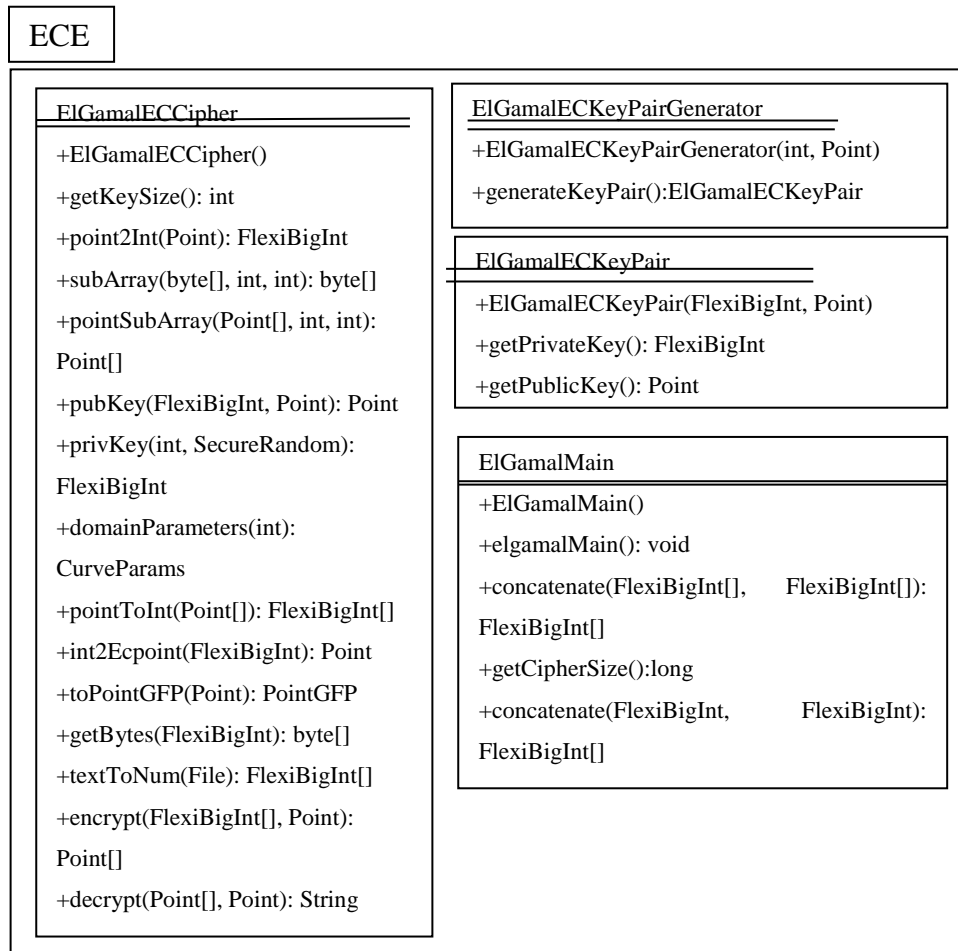 ECE
ElGamalECCipher
+ElGamalECCipher()
+getKeySize(): int
+point2Int(Point): FlexiBigInt
+subArray(byte[], int, int): byte[]
+pointSubArray(Point[], int, int):
Point[]
+pubKey(FlexiBigInt, Point): Point
+privKey(int, SecureRandom):
FlexiBigInt
+domainParameters(int):
CurveParams
+pointToInt(Point[]): FlexiBigInt[]
+int2Ecpoint(FlexiBigInt): Point
+toPointGFP(Point): PointGFP
+getBytes(FlexiBigInt): byte[]
+textToNum(File): FlexiBigInt[]
+encrypt(FlexiBigInt[], Point):
Point[]
+decrypt(Point[], Point): String
ElGamalECKeyPairGenerator
+ElGamalECKeyPairGenerator(int, Point)
+generateKeyPair():ElGamalECKeyPair
ElGamalECKeyPair
+ElGamalECKeyPair(FlexiBigInt, Point)
+getPrivateKey(): FlexiBigInt
+getPublicKey(): Point
ElGamalMain
+ElGamalMain()
+elgamalMain(): void
+concatenate(FlexiBigInt[], FlexiBigInt[]):
FlexiBigInt[]
+getCipherSize():long
+concatenate(FlexiBigInt, FlexiBigInt):
FlexiBigInt[]